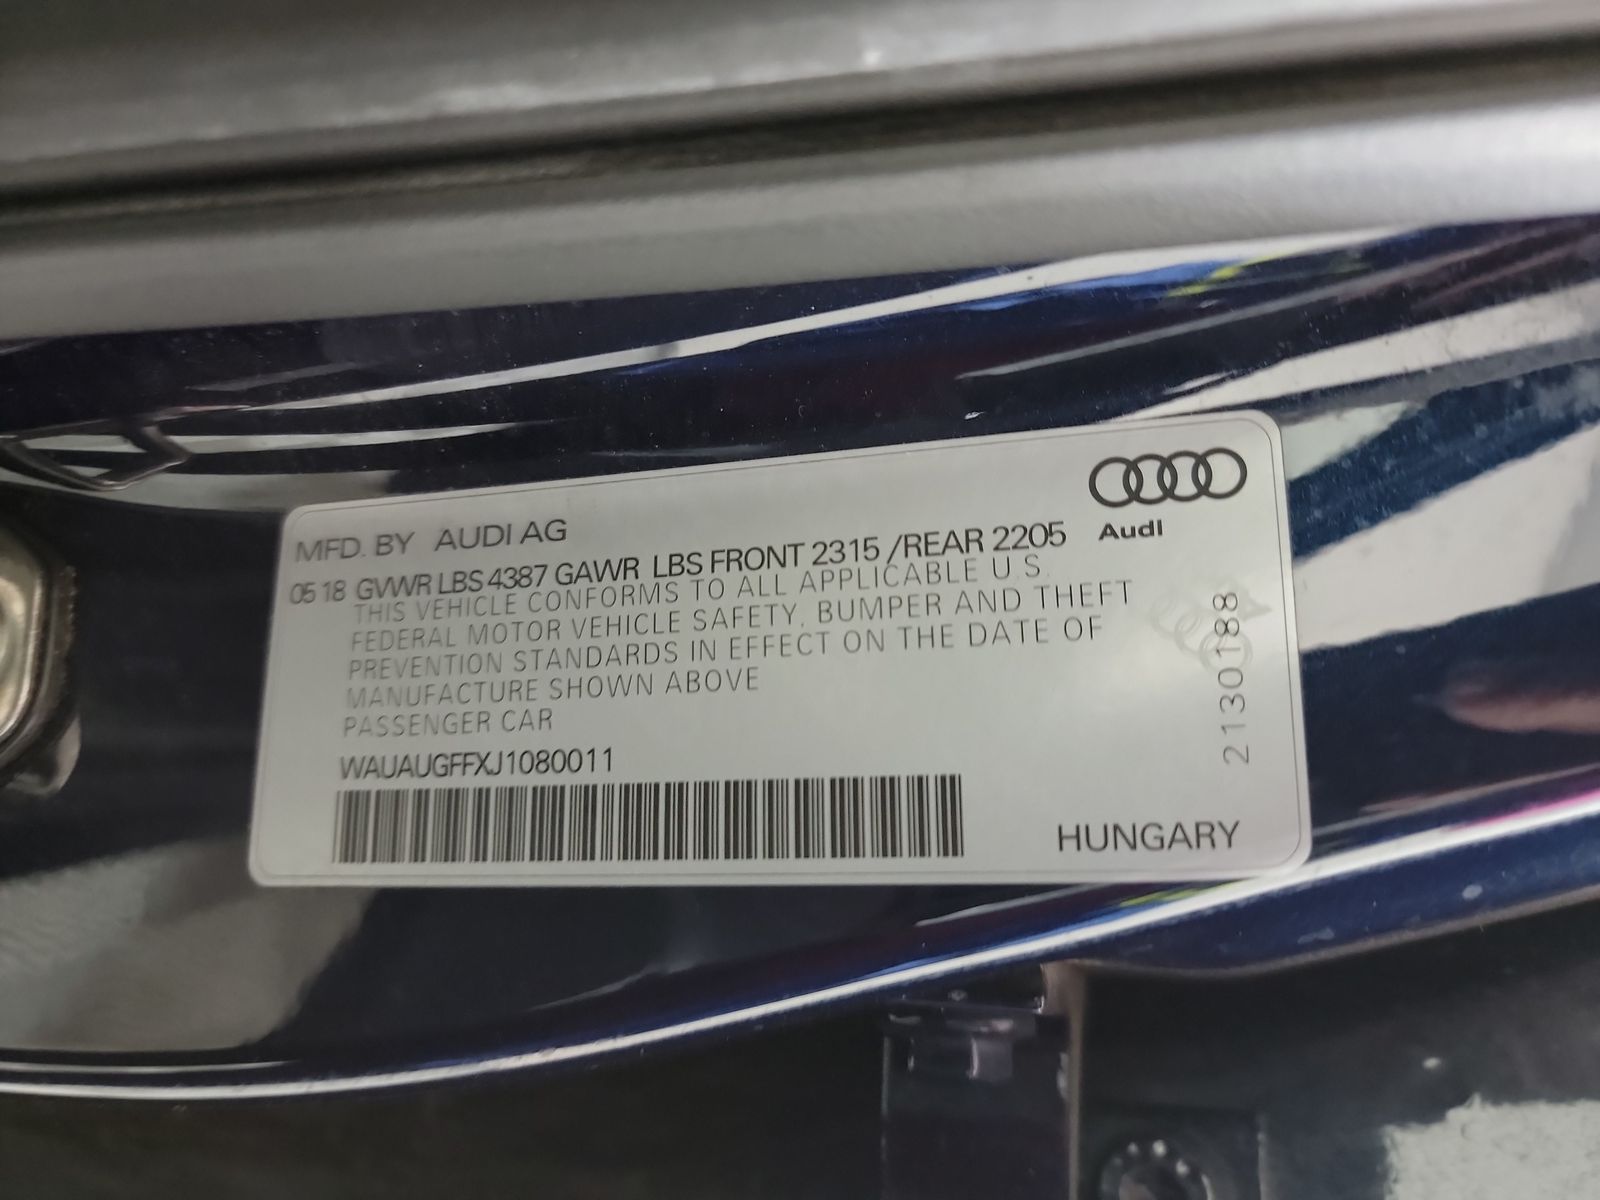 MFD. BY AUDI AG
Audi
05 18 GVWR LBS 4387 GAWR LBS FRONT 2315 /REAR 2205
THIS VEHICLE CONFORMS TO ALL APPLICABLE U.S.
FEDERAL MOTOR VEHICLE SAFETY, BUMPER AND THEFT
PREVENTION STANDARDS IN EFFECT ON THE DATE OF
MANUFACTURE SHOWN ABOVE
PASSENGER CAR
WAUAUGFFXJ1080011
HUNGARY
2130188